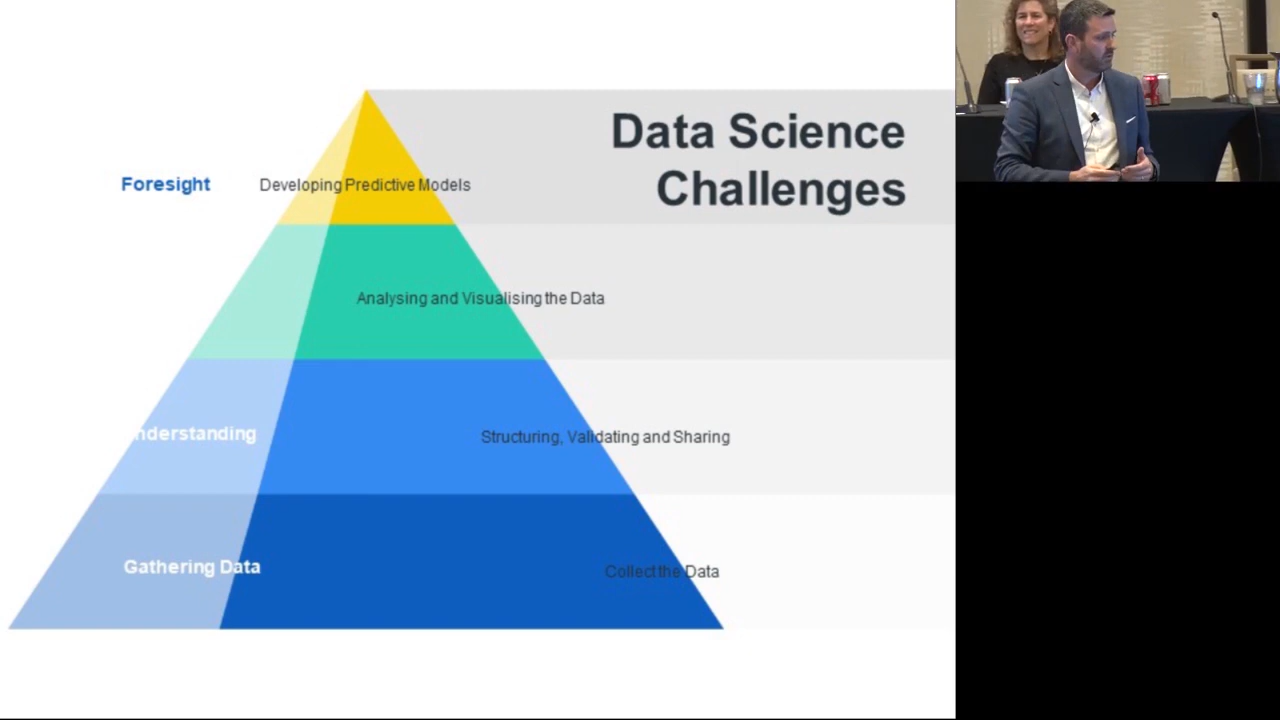 Data Science
Challenges
Foresight
Developing Predictive Models
Analysing and Visualising the Data
nderstanding
Structuring, Validating and Sharing
Gathering Data
Collect the Data